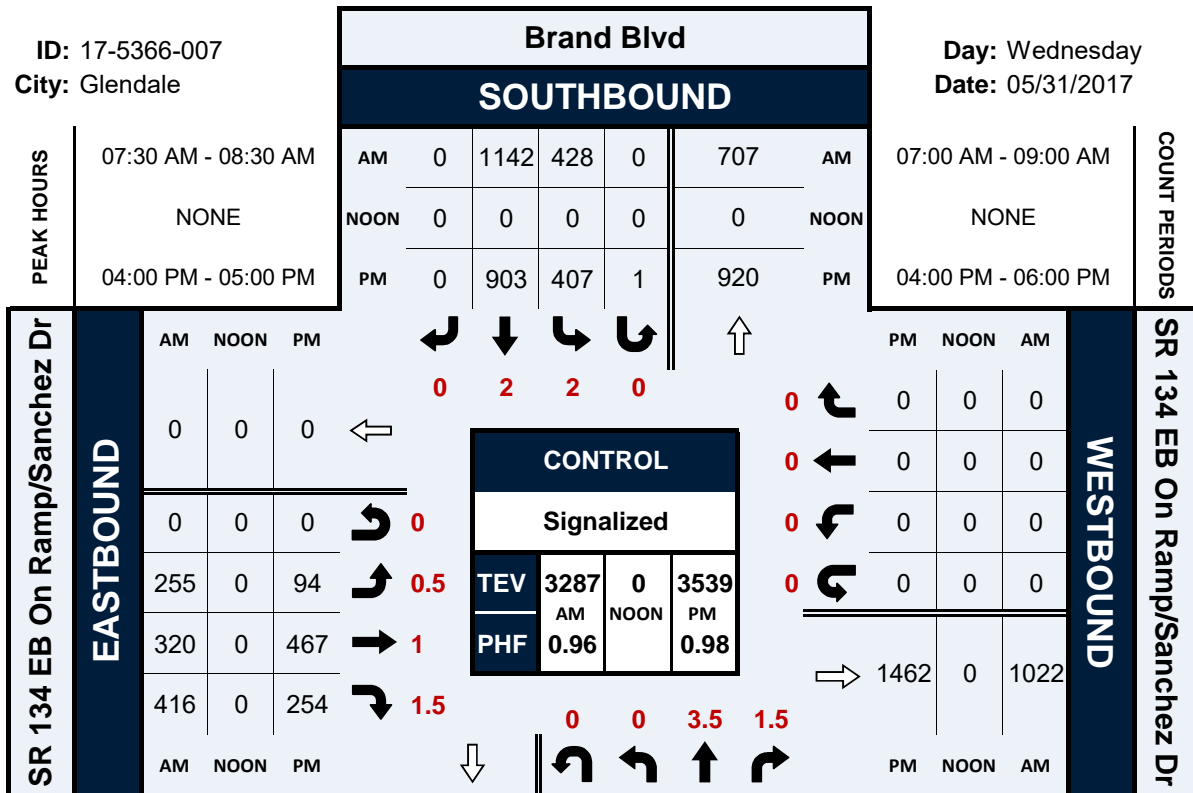 ID: 17-5366-007
City: Glendale
Brand Blvd
SOUTHBOUND
Day: Wednesday
Date: 05/31/2017
PEAK HOURS
07:30 AM - 08:30 AM
NONE
04:00 PM - 05:00 PM
AM 0 1142 428 0 707 AM
NOON 0 0 0 0 0 NOON
PM 0 903 407 1 920 PM
07:00 AM - 09:00 AM
NONE
04:00 PM - 06:00 PM
COUNT PERIODS
0 2 2 0
SR 134 EB On Ramp/Sanchez Dr
EASTBOUND
AM NOON PM
0 0 0
0 0 0 0
255 0 94 0.5
320 0 467 1
416 0 254 1.5
AM NOON PM
CONTROL
Signalized
TEV 3287 0 3539
AM NOON PM
PHF 0.96 0.98
PM NOON AM
0 0 0 0
0 0 0 0
0 0 0 0
0 0 0 0
1462 0 1022
PM NOON AM
WESTBOUND
SR 134 EB On Ramp/Sanchez Dr
0 0 3.5 1.5